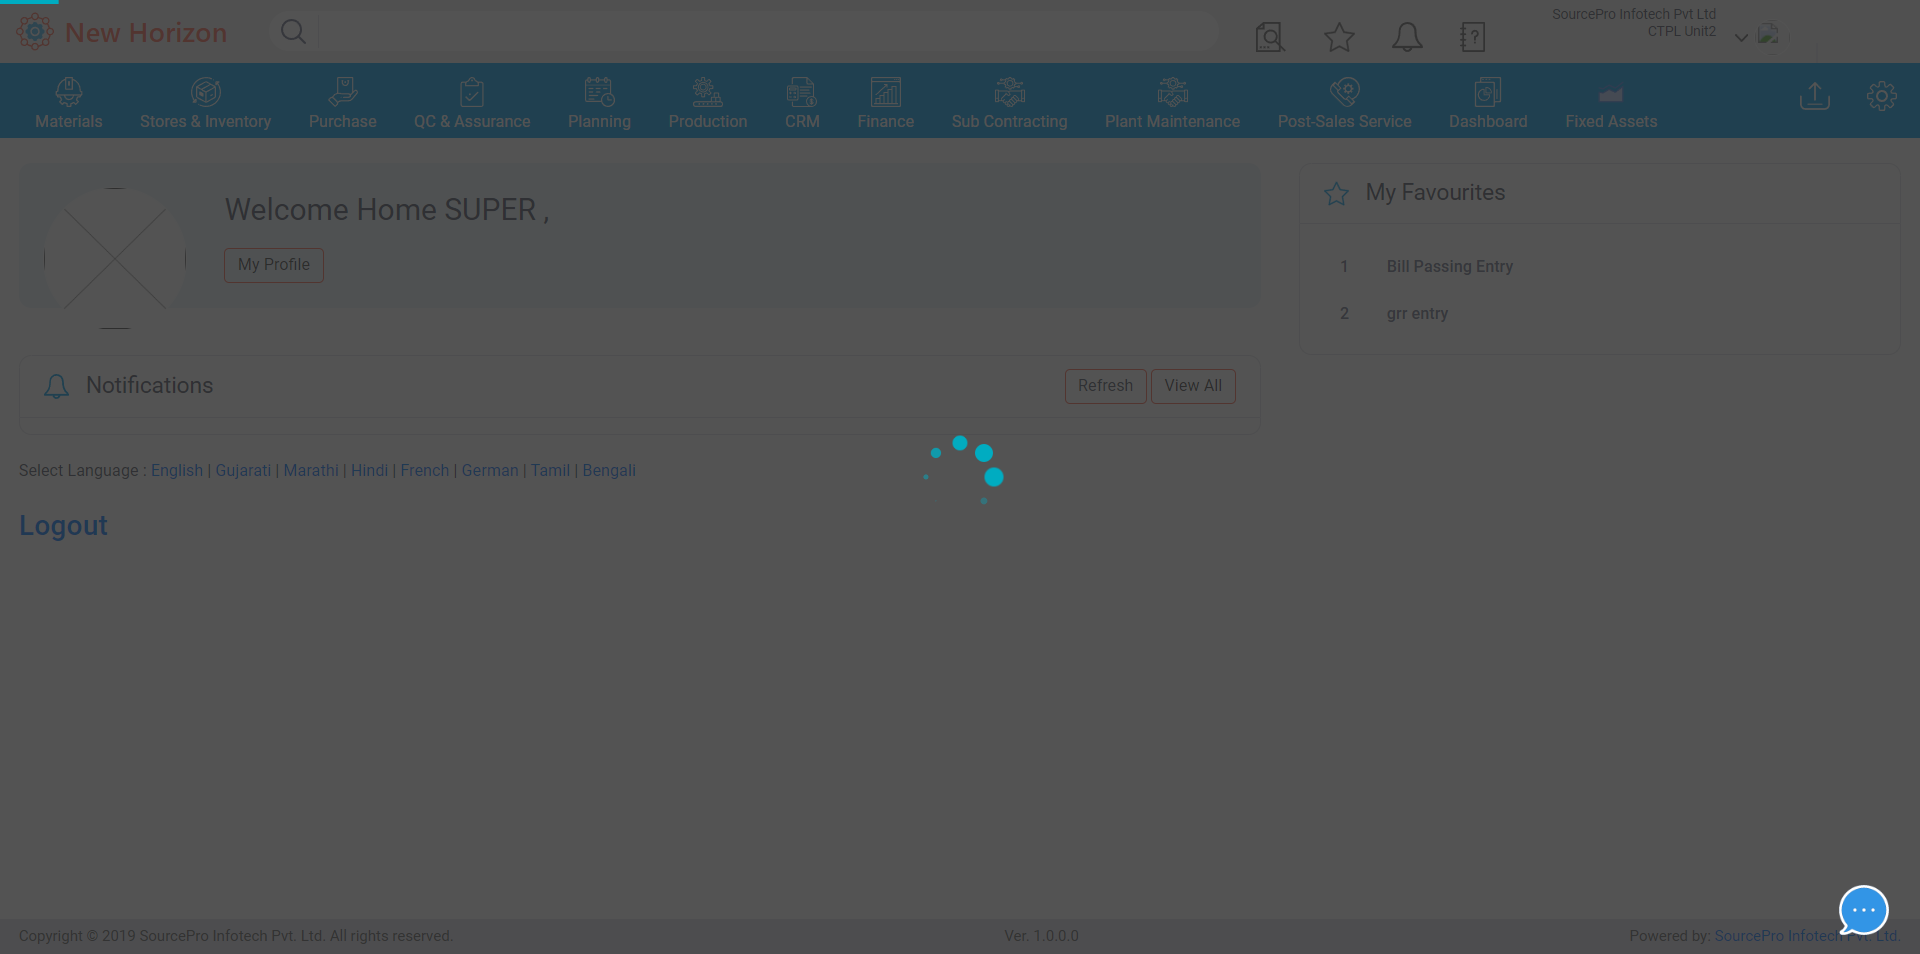 New Horizon
SourcePro Infotech Pvt Ltd
CTPL Unit2
Materials
Stores & Inventory
Purchase
QC & Assurance
Planning
Production
CRM
Finance
Sub Contracting
Plant Maintenance
Post-Sales Service
Dashboard
Fixed Assets
Welcome Home SUPER ,
My Profile
My Favourites
1 Bill Passing Entry
2 grr entry
Notifications
Refresh
View All
Select Language : English | Gujarati | Marathi | Hindi | French | German | Tamil | Bengali
Logout
Copyright © 2019 SourcePro Infotech Pvt. Ltd. All rights reserved.
Ver. 1.0.0.0
Powered by: SourcePro Infotech Pvt. Ltd.